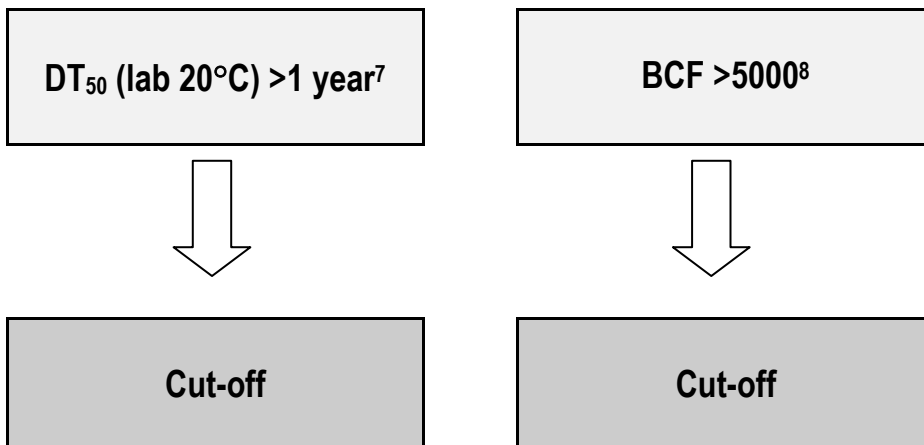 DT₅₀ (lab 20°C) >1 year⁷
BCF >5000⁸
Cut-off
Cut-off